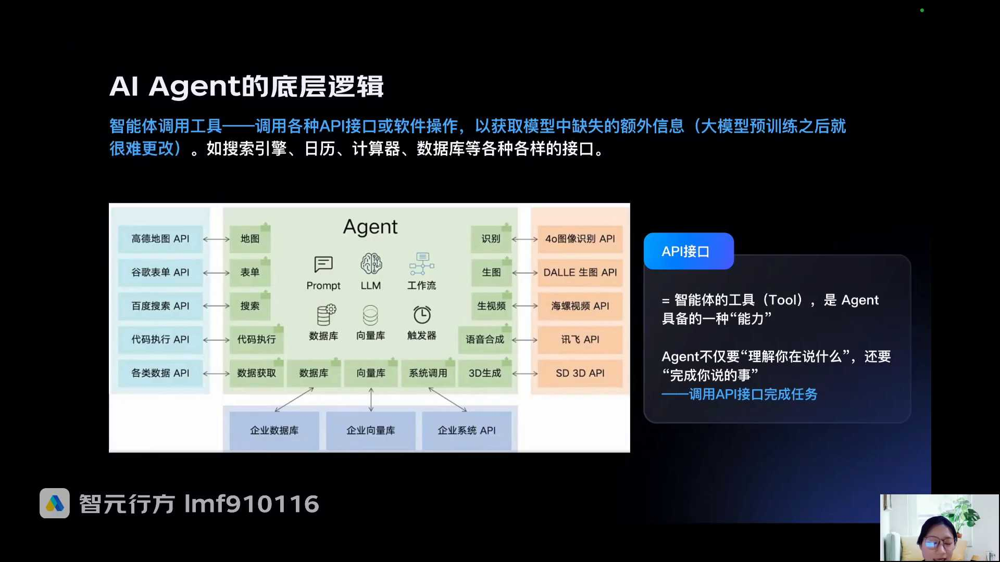 AI Agent的底层逻辑
智能体调用工具——调用各种API接口或软件操作，以获取模型中缺失的额外信息（大模型预训练之后就
很难更改）。如搜索引擎、日历、计算器、数据库等各种各样的接口。
Agent
高德地图 API
地图
识别
4o图像识别 API
谷歌表单 API
表单
生图
DALLE 生图 API
Prompt
LLM
工作流
百度搜索 API
搜索
生视频
海螺视频 API
数据库
向量库
触发器
代码执行 API
代码执行
语音合成
讯飞 API
各类数据 API
数据获取
数据库
向量库
系统调用
3D生成
SD 3D API
企业数据库
企业向量库
企业系统 API
API接口
= 智能体的工具（Tool），是 Agent
具备的一种“能力”
Agent不仅要“理解你在说什么”，还要
“完成你说的事”
——调用API接口完成任务
智元行方 lmf910116